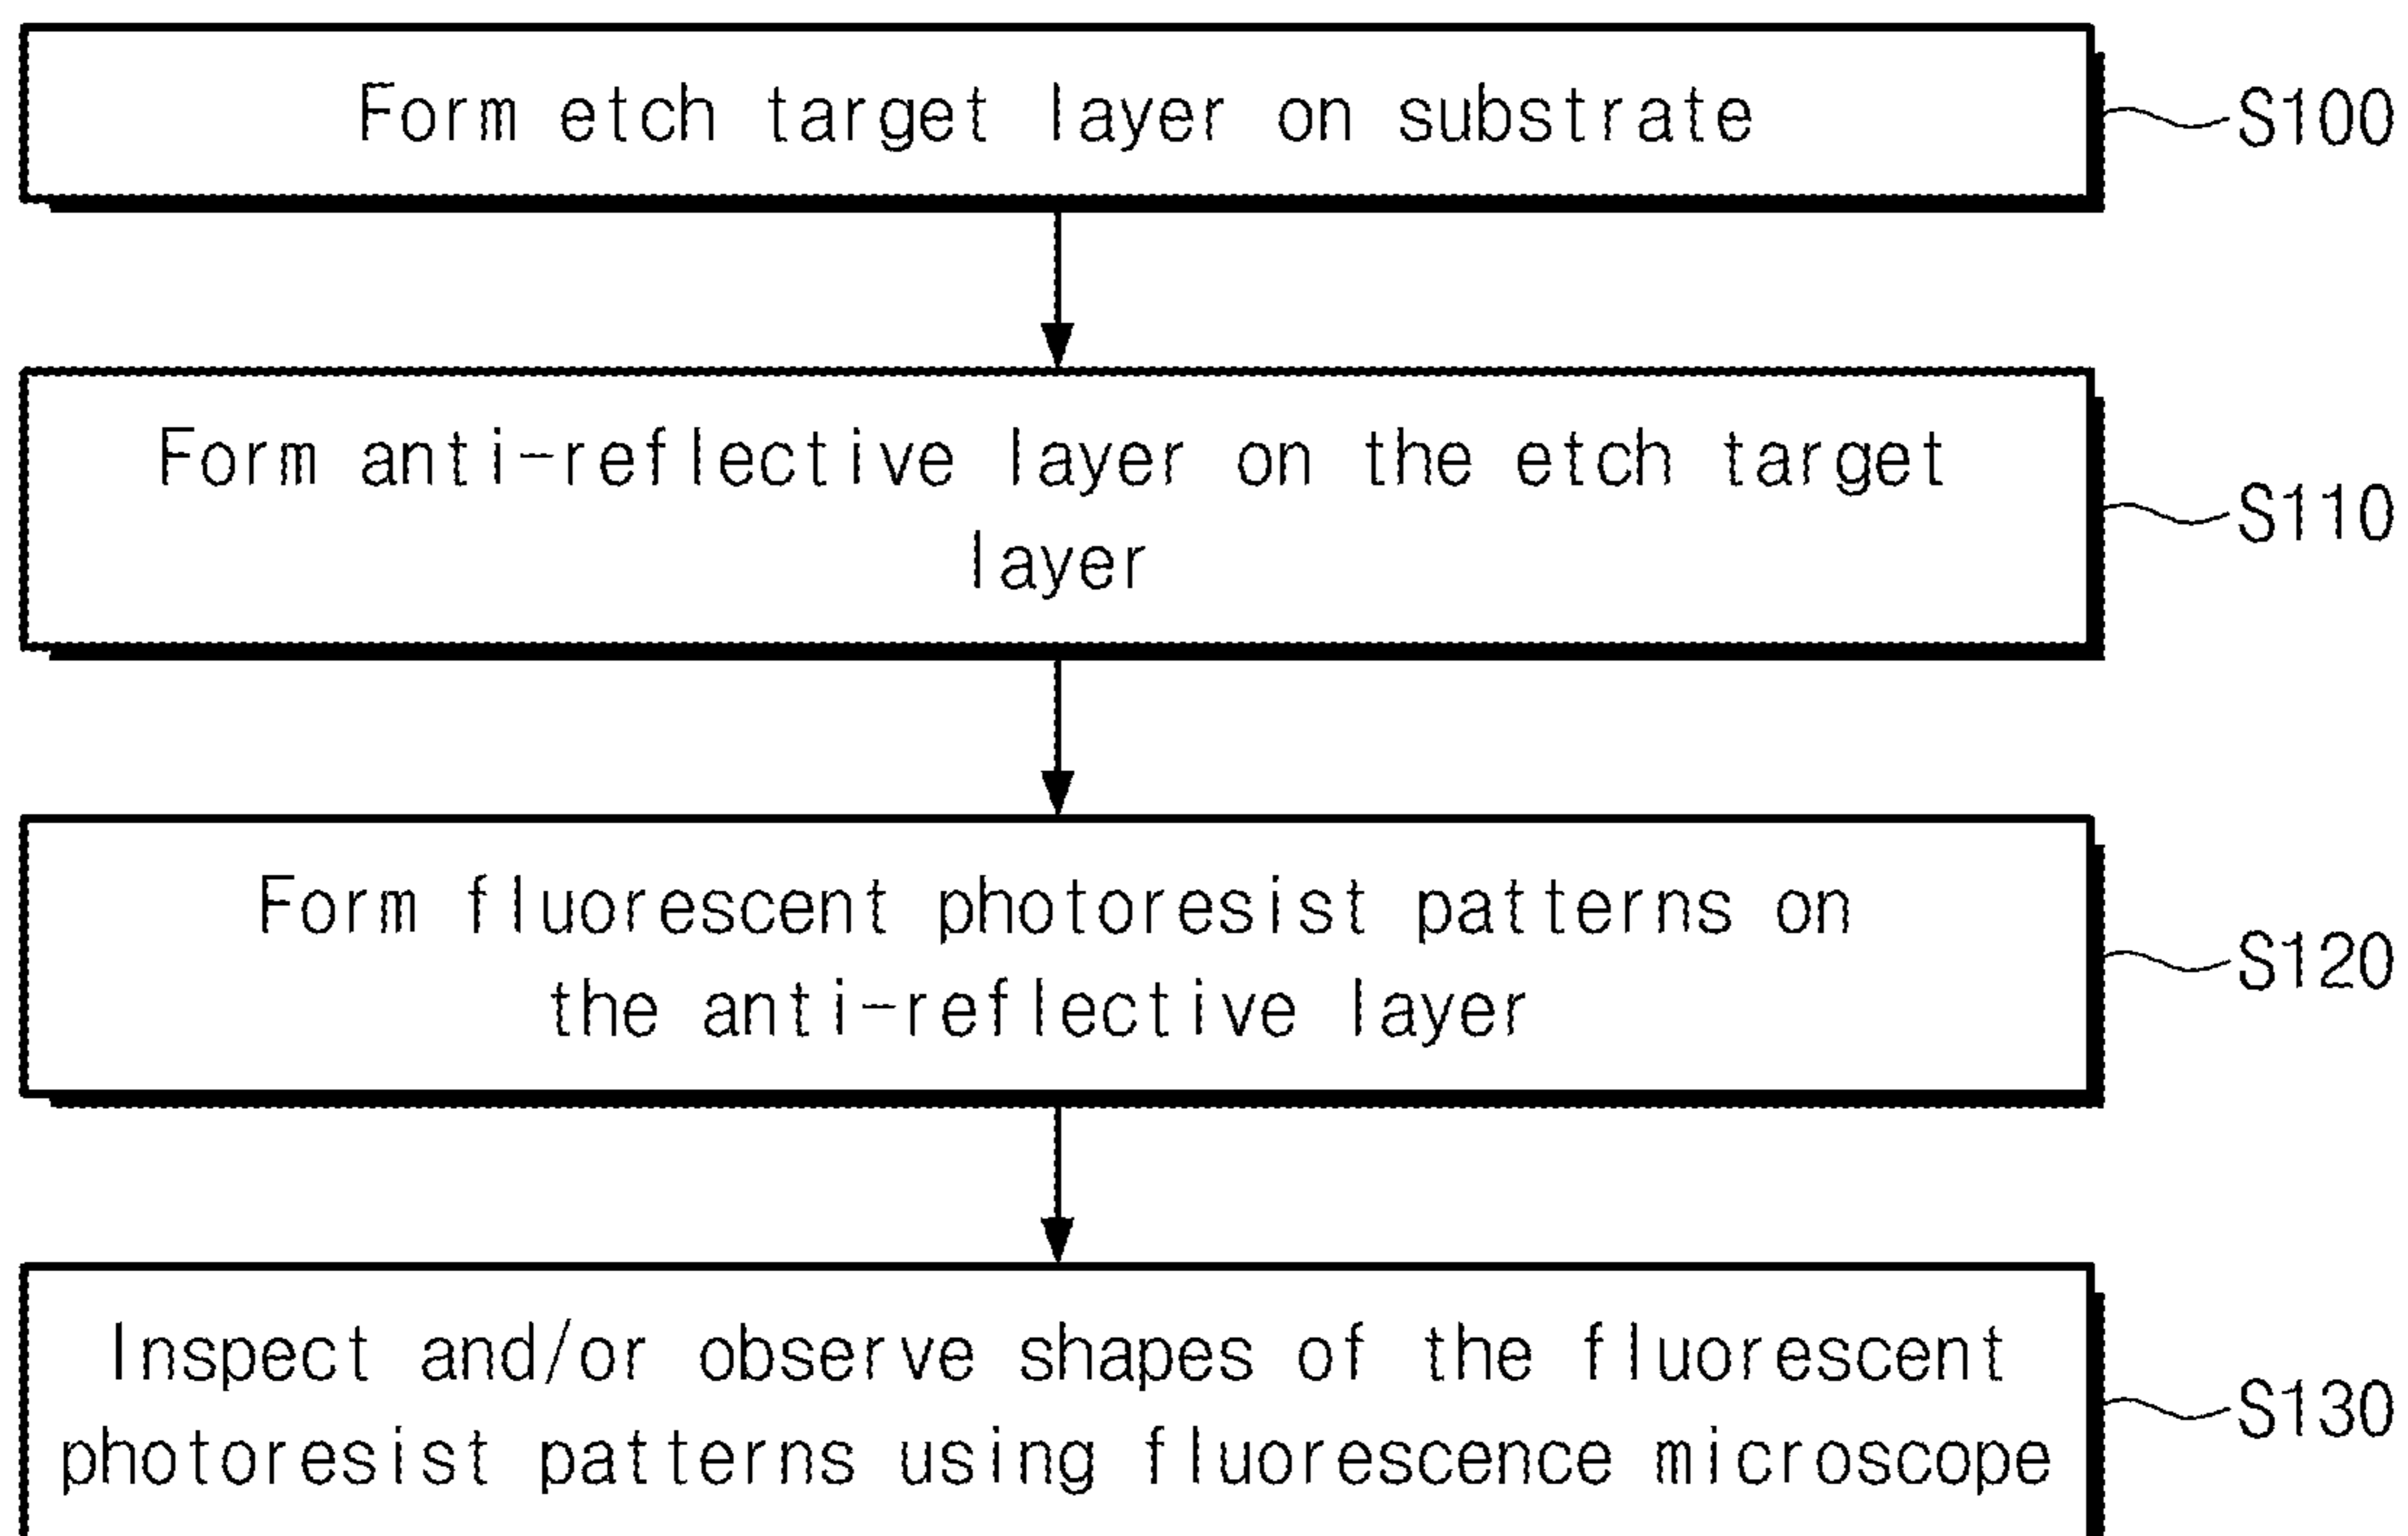 Form etch target layer on substrate
S100
Form anti-reflective layer on the etch target
layer
S110
Form fluorescent photoresist patterns on
the anti-reflective layer
S120
Inspect and/or observe shapes of the fluorescent
photoresist patterns using fluorescence microscope
S130